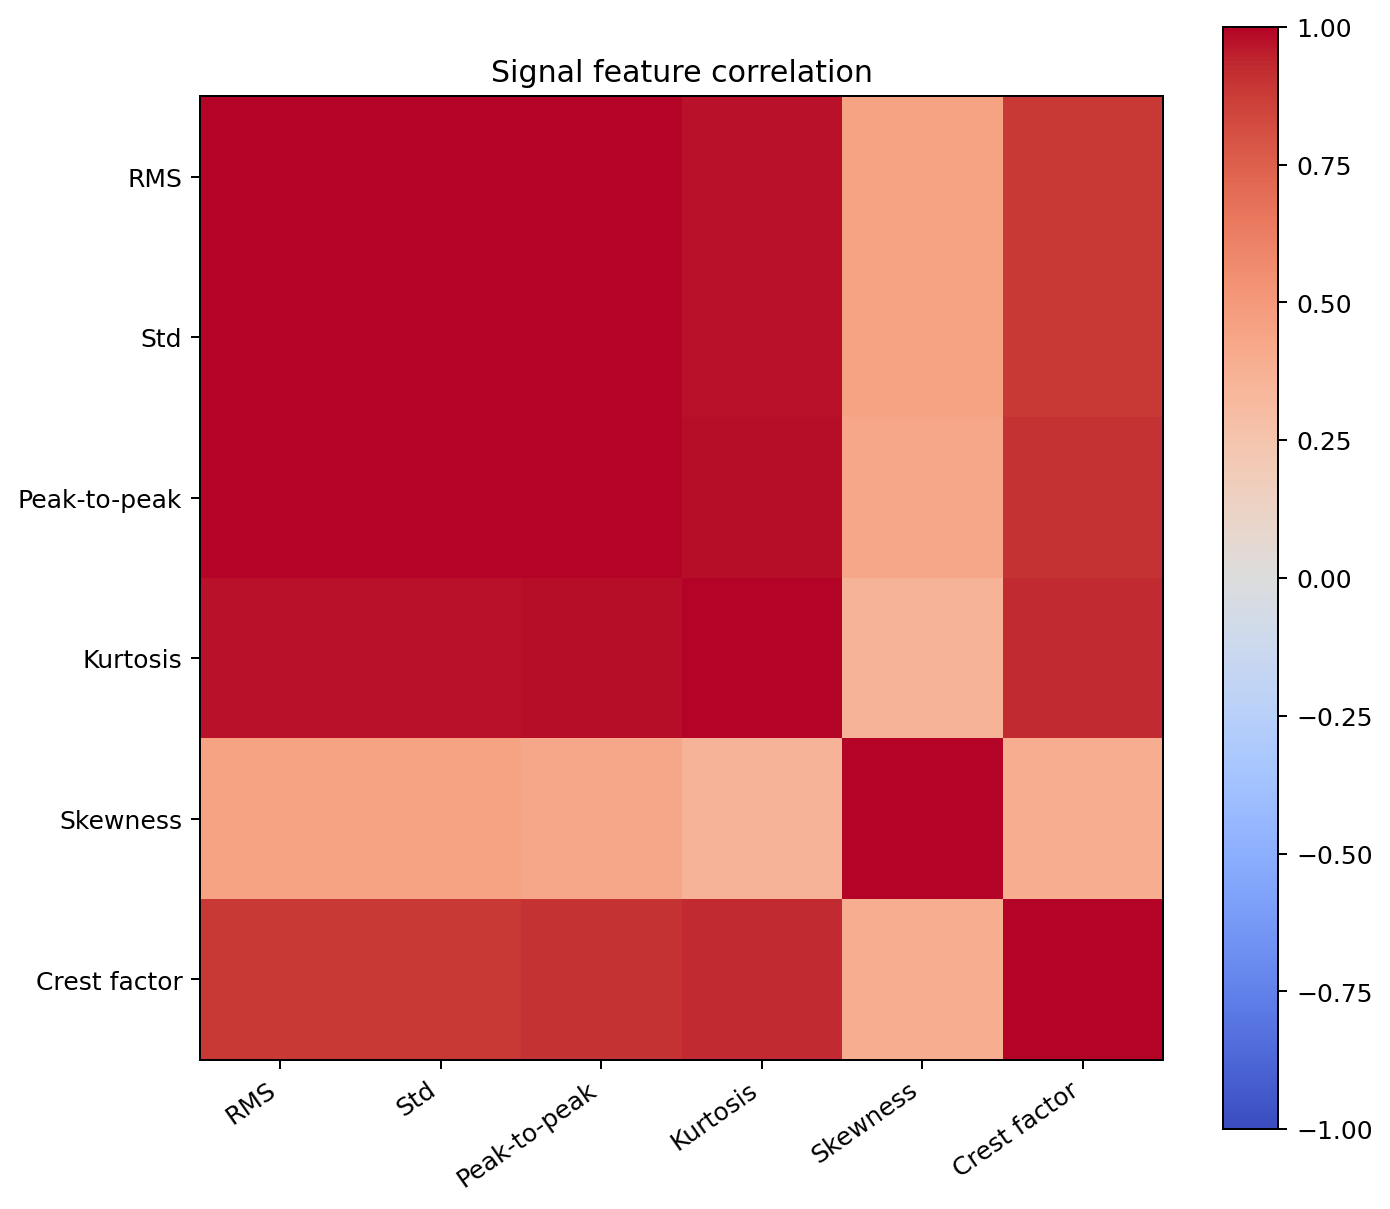 Signal feature correlation
RMS
Std
Peak-to-peak
Kurtosis
Skewness
Crest factor
RMS
Std
Peak-to-peak
Kurtosis
Skewness
Crest factor
1.00
0.75
0.50
0.25
0.00
−0.25
−0.50
−0.75
−1.00